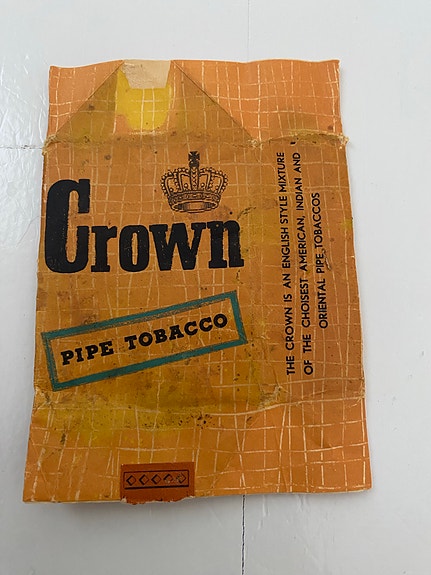 Crown
PIPE TOBACCO
THE CROWN IS AN ENGLISH STYLE MIXTURE
OF THE CHOISEST AMERICAN, INDIAN AND
ORIENTAL PIPE TOBACCOS